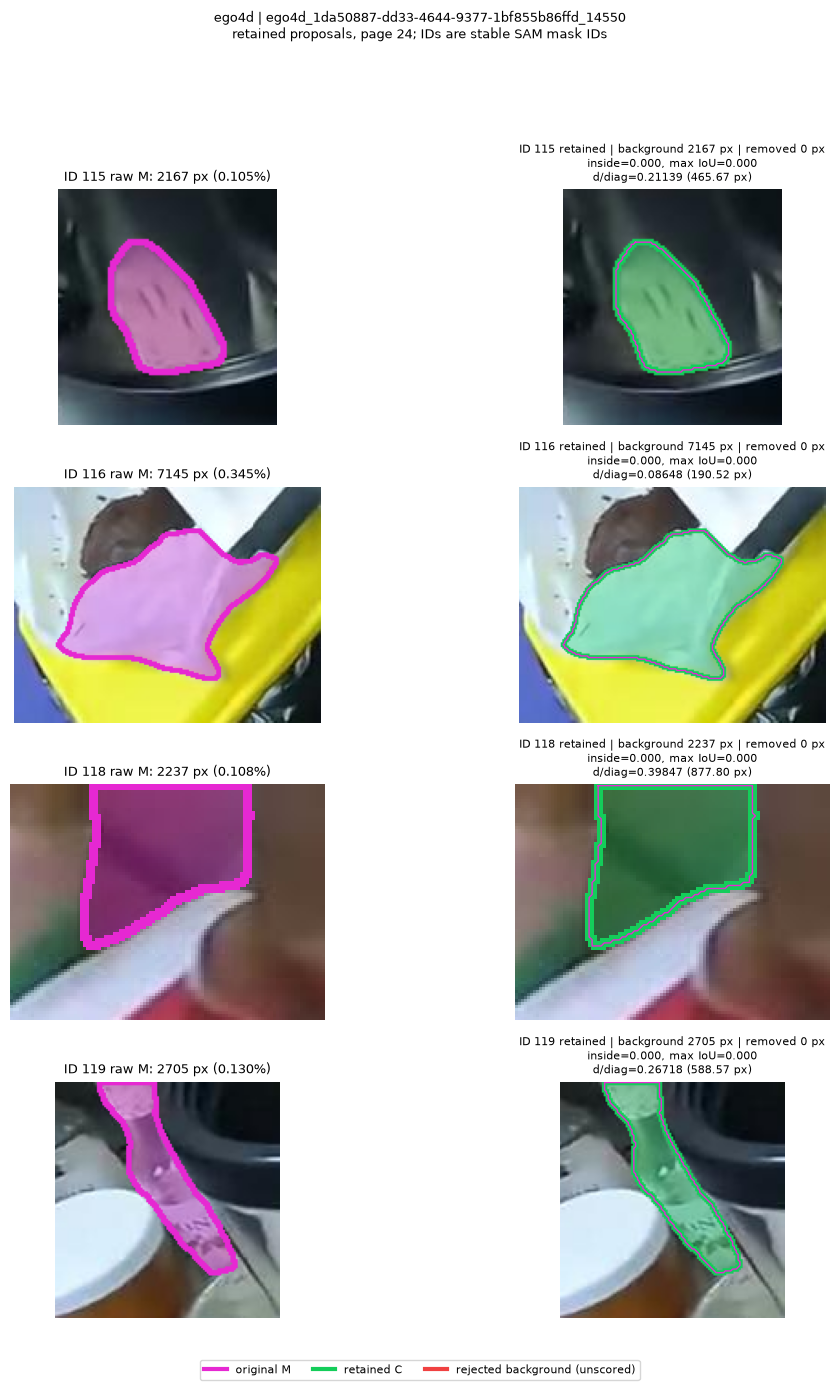 ego4d | ego4d_1da50887-dd33-4644-9377-1bf855b86ffd_14550
retained proposals, page 24; IDs are stable SAM mask IDs
ID 115 raw M: 2167 px (0.105%)
ID 115 retained | background 2167 px | removed 0 px
inside=0.000, max IoU=0.000
d/diag=0.21139 (465.67 px)
ID 116 raw M: 7145 px (0.345%)
ID 116 retained | background 7145 px | removed 0 px
inside=0.000, max IoU=0.000
d/diag=0.08648 (190.52 px)
ID 118 raw M: 2237 px (0.108%)
ID 118 retained | background 2237 px | removed 0 px
inside=0.000, max IoU=0.000
d/diag=0.39847 (877.80 px)
ID 119 raw M: 2705 px (0.130%)
ID 119 retained | background 2705 px | removed 0 px
inside=0.000, max IoU=0.000
d/diag=0.26718 (588.57 px)
original M
retained C
rejected background (unscored)